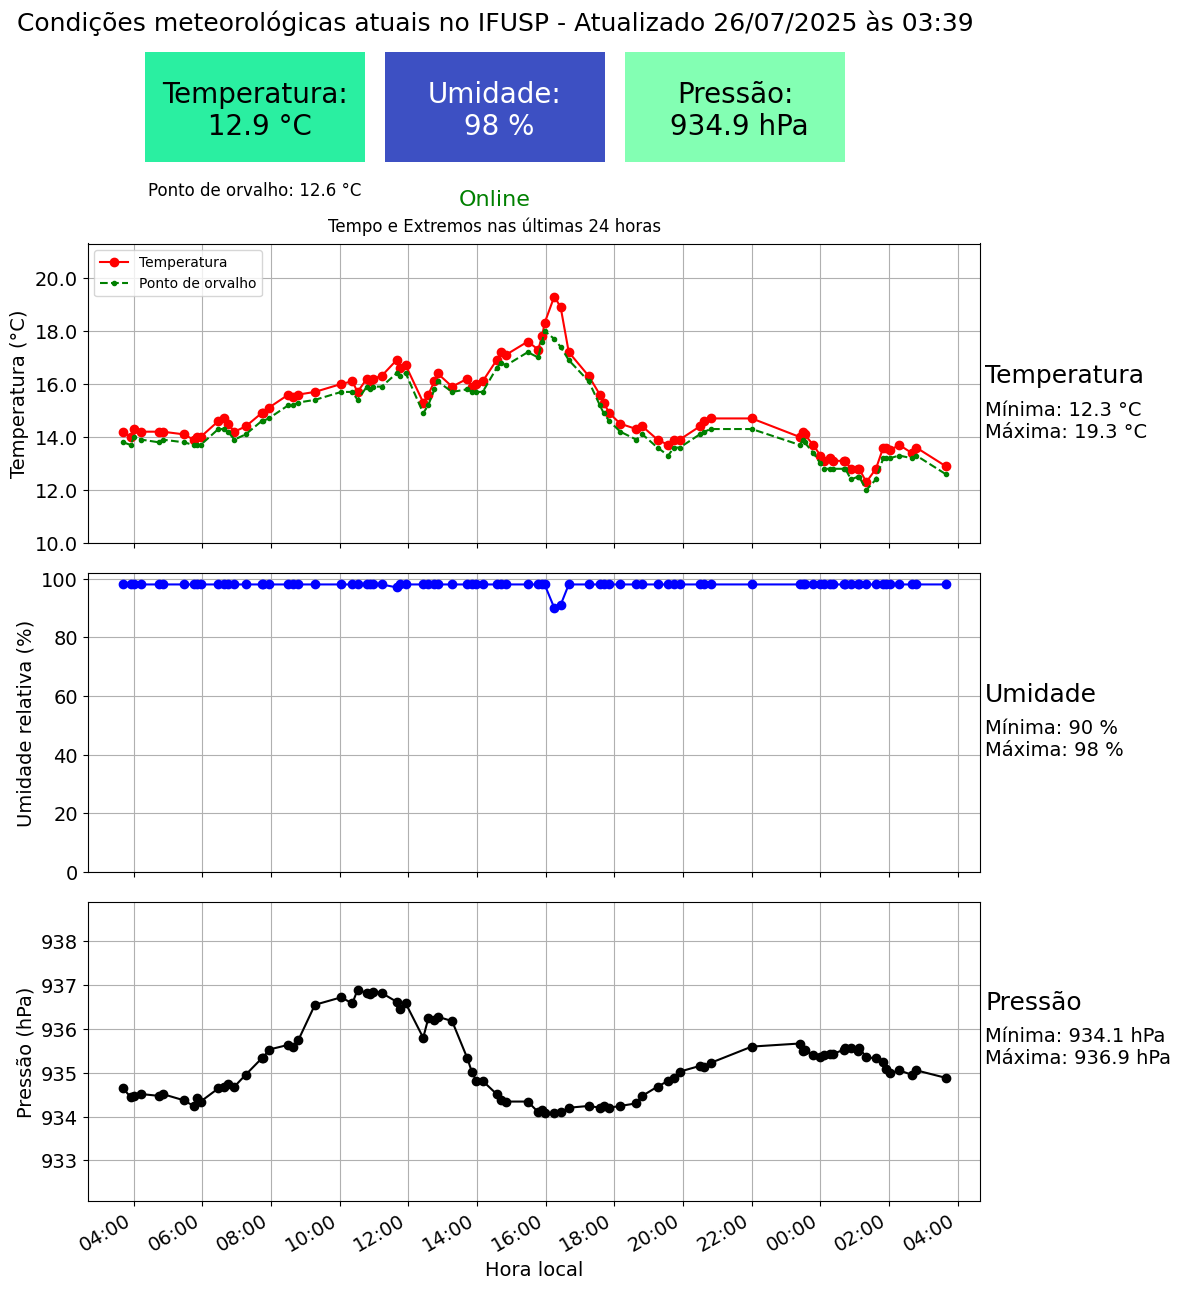 Condições meteorológicas atuais no IFUSP - Atualizado 26/07/2025 às 03:39
Temperatura:
12.9 °C
Umidade:
98 %
Pressão:
934.9 hPa
Ponto de orvalho: 12.6 °C
Online
Tempo e Extremos nas últimas 24 horas
Temperatura
Ponto de orvalho
Temperatura (°C)
20.0
18.0
16.0
14.0
12.0
10.0
Temperatura
Mínima: 12.3 °C
Máxima: 19.3 °C
Umidade relativa (%)
100
80
60
40
20
0
Umidade
Mínima: 90 %
Máxima: 98 %
Pressão (hPa)
938
937
936
935
934
933
Pressão
Mínima: 934.1 hPa
Máxima: 936.9 hPa
04:00
06:00
08:00
10:00
12:00
14:00
16:00
18:00
20:00
22:00
00:00
02:00
04:00
Hora local